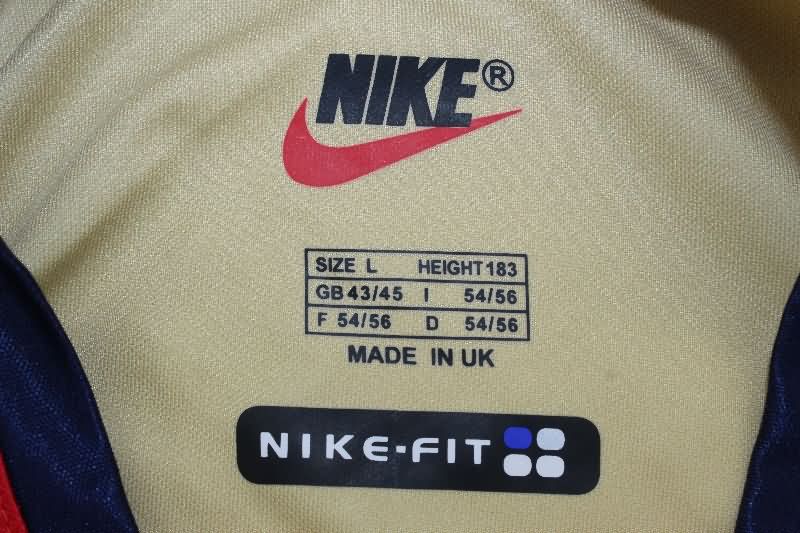 NIKE®
SIZE L HEIGHT 183
GB 43/45 I 54/56
F 54/56 D 54/56
MADE IN UK
NIKE-FIT